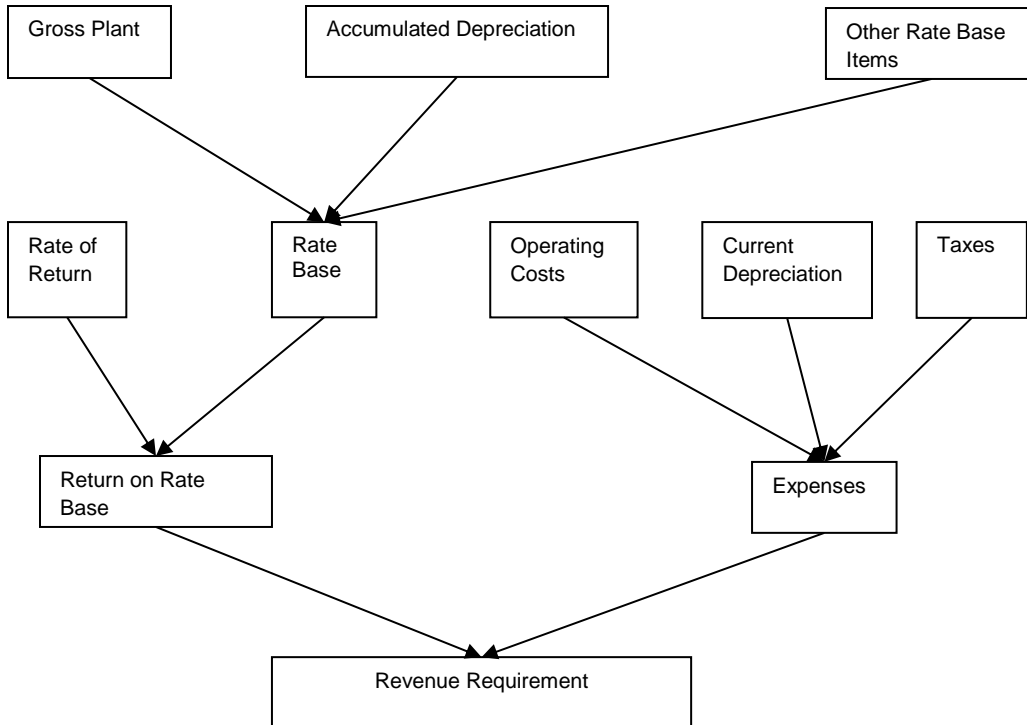 Gross Plant
Accumulated Depreciation
Other Rate Base
Items
Rate of
Return
Rate
Base
Operating
Costs
Current
Depreciation
Taxes
Return on Rate
Base
Expenses
Revenue Requirement